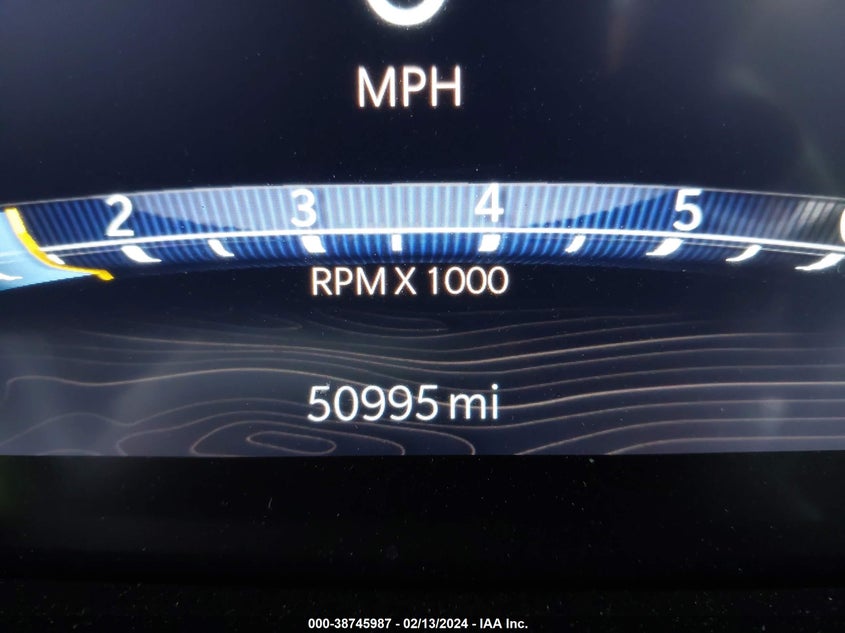 MPH
2 3 4 5
RPM X 1000
50995 mi
000-38745987 - 02/13/2024 - IAA Inc.